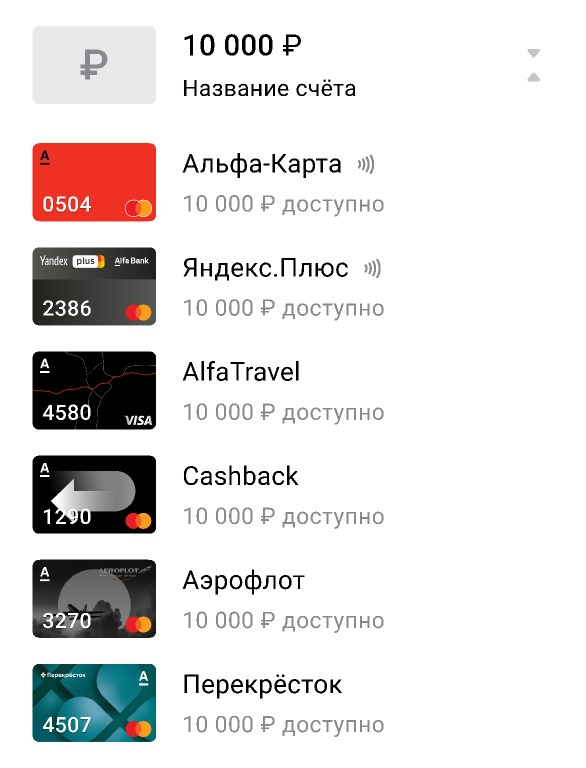 ₽
10 000 ₽
Название счёта
A
0504
Альфа-Карта
10 000 ₽ доступно
Yandex plus Alfa Bank
2386
Яндекс.Плюс
10 000 ₽ доступно
A
4580
VISA
AlfaTravel
10 000 ₽ доступно
A
1290
Cashback
10 000 ₽ доступно
A
AEROFLOT
3270
Аэрофлот
10 000 ₽ доступно
Перекрёсток A
4507
Перекрёсток
10 000 ₽ доступно